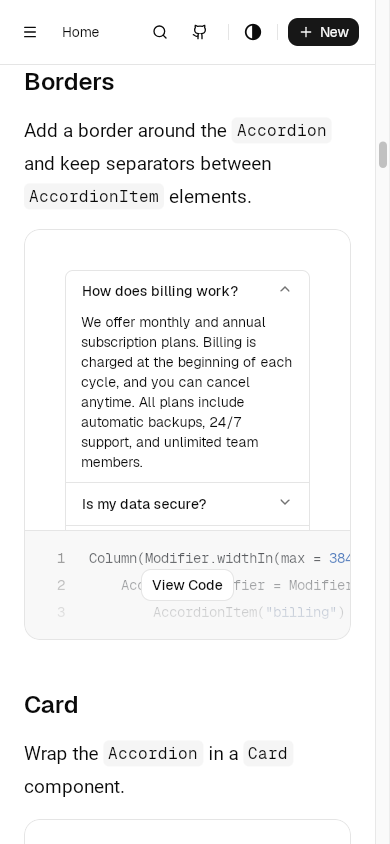 Home
New
Borders
Add a border around the Accordion
and keep separators between
AccordionItem elements.
How does billing work?
We offer monthly and annual
subscription plans. Billing is
charged at the beginning of each
cycle, and you can cancel
anytime. All plans include
automatic backups, 24/7
support, and unlimited team
members.
Is my data secure?
1 Column(Modifier.widthIn(max = 384
2 Acc
View Code
fier = Modifier
3 AccordionItem("billing")
Card
Wrap the Accordion in a Card
component.